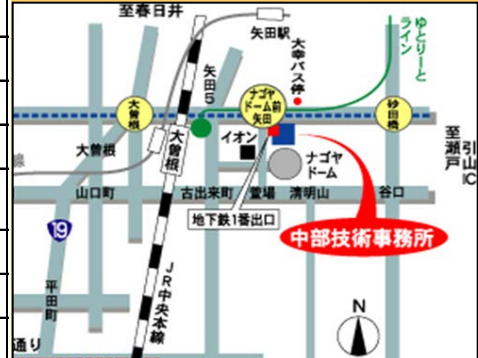 至春日井
矢田駅
矢田5
大幸バス停
ゆとりーと
ライン
大曽根
ナゴヤ
ドーム前
矢田
砂田橋
大曽根
大曽根
イオン
ナゴヤ
ドーム
至瀬戸
引山IC
線
山口町
古出来町
萱場
清明山
谷口
地下鉄1番出口
中部技術事務所
19
平田町
JR中央本線
N
通り